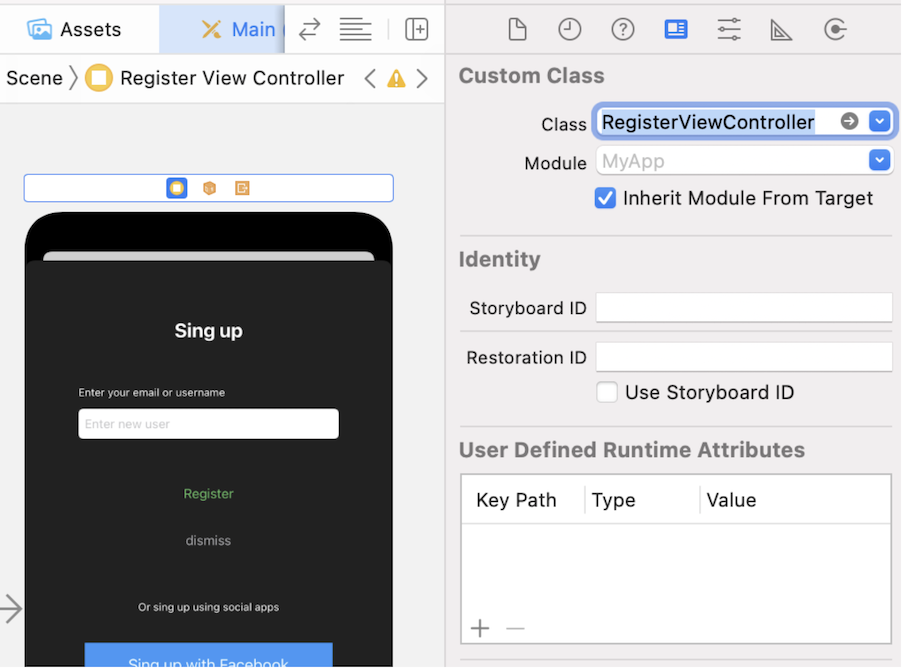 Assets
Main
Scene
Register View Controller
Sing up
Enter your email or username
Enter new user
Register
dismiss
Or sing up using social apps
Sing up with Facebook
Custom Class
Class RegisterViewController
Module MyApp
Inherit Module From Target
Identity
Storyboard ID
Restoration ID
Use Storyboard ID
User Defined Runtime Attributes
Key Path Type Value